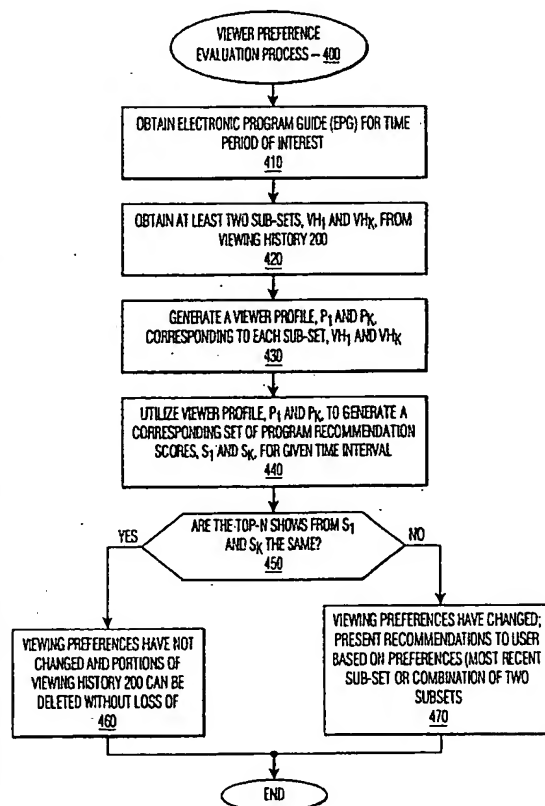 VIEWER PREFERENCE
EVALUATION PROCESS – 400
OBTAIN ELECTRONIC PROGRAM GUIDE (EPG) FOR TIME
PERIOD OF INTEREST
410
OBTAIN AT LEAST TWO SUB-SETS, VH1 AND VHK, FROM
VIEWING HISTORY 200
420
GENERATE A VIEWER PROFILE, P1 AND PK,
CORRESPONDING TO EACH SUB-SET, VH1 AND VHK
430
UTILIZE VIEWER PROFILE, P1 AND PK, TO GENERATE A
CORRESPONDING SET OF PROGRAM RECOMMENDATION
SCORES, S1 AND SK, FOR GIVEN TIME INTERVAL
440
YES
ARE THE TOP-N SHOWS FROM S1
AND SK THE SAME?
450
NO
VIEWING PREFERENCES HAVE NOT
CHANGED AND PORTIONS OF
VIEWING HISTORY 200 CAN BE
DELETED WITHOUT LOSS OF
460
VIEWING PREFERENCES HAVE CHANGED;
PRESENT RECOMMENDATIONS TO USER
BASED ON PREFERENCES (MOST RECENT
SUB-SET OR COMBINATION OF TWO
SUBSETS
470
END